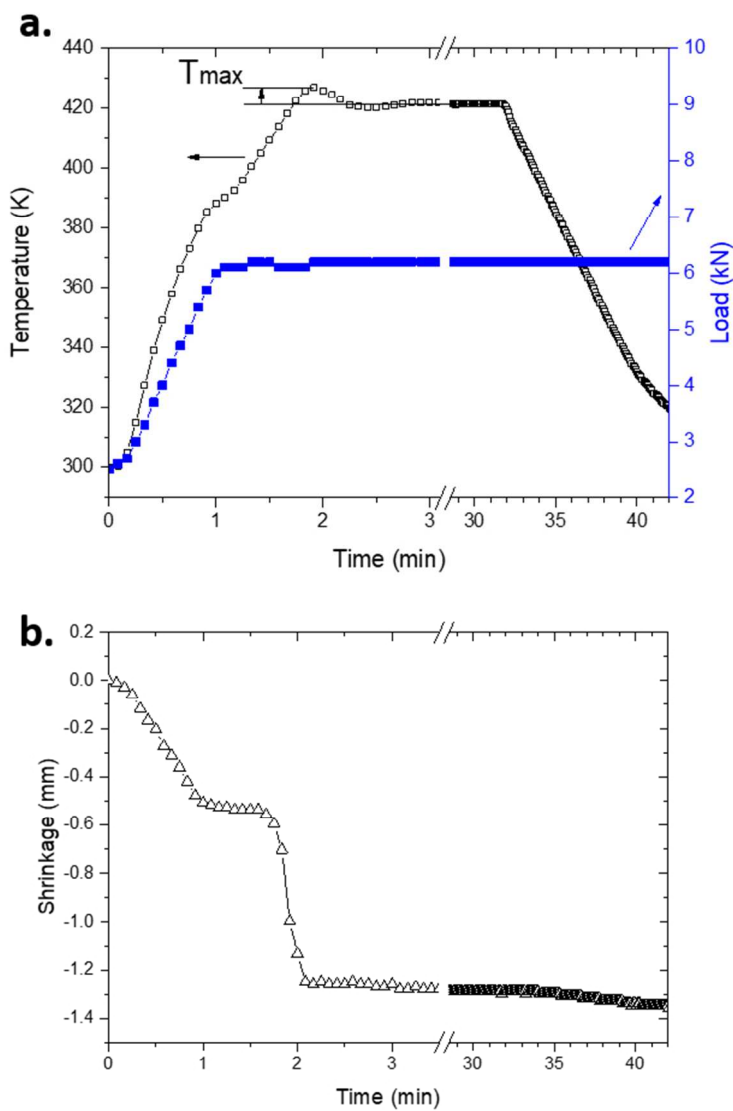 a.
440
420
400
380
360
340
320
300
Temperature (K)
Tmax
10
9
8
7
6
5
4
3
2
Load (kN)
0 1 2 3 30 35 40
Time (min)
b.
0.2
0.0
-0.2
-0.4
-0.6
-0.8
-1.0
-1.2
-1.4
Shrinkage (mm)
0 1 2 3 30 35 40
Time (min)